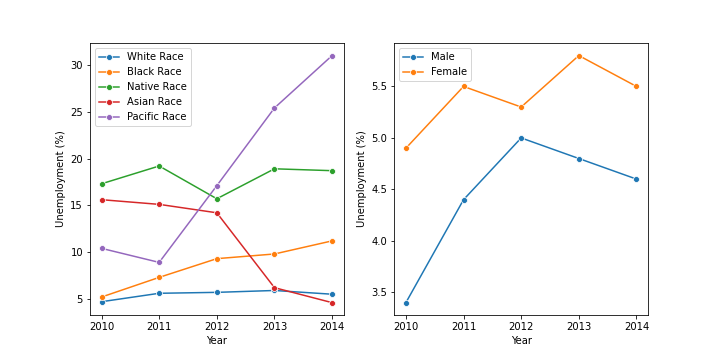 White Race
Black Race
Native Race
Asian Race
Pacific Race
Unemployment (%)
30
25
20
15
10
5
2010 2011 2012 2013 2014
Year
Male
Female
Unemployment (%)
5.5
5.0
4.5
4.0
3.5
2010 2011 2012 2013 2014
Year